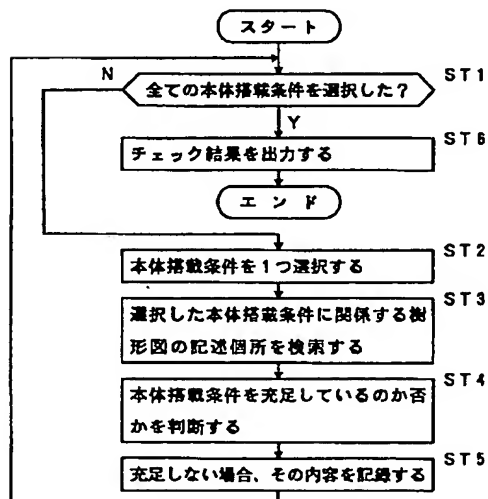 スタート
N
全ての本体搭載条件を選択した？
ST1
Y
チェック結果を出力する
ST6
エンド
本体搭載条件を1つ選択する
ST2
選択した本体搭載条件に関係する樹
形図の記述個所を検索する
ST3
本体搭載条件を充足しているのか否
かを判断する
ST4
充足しない場合、その内容を記録する
ST5